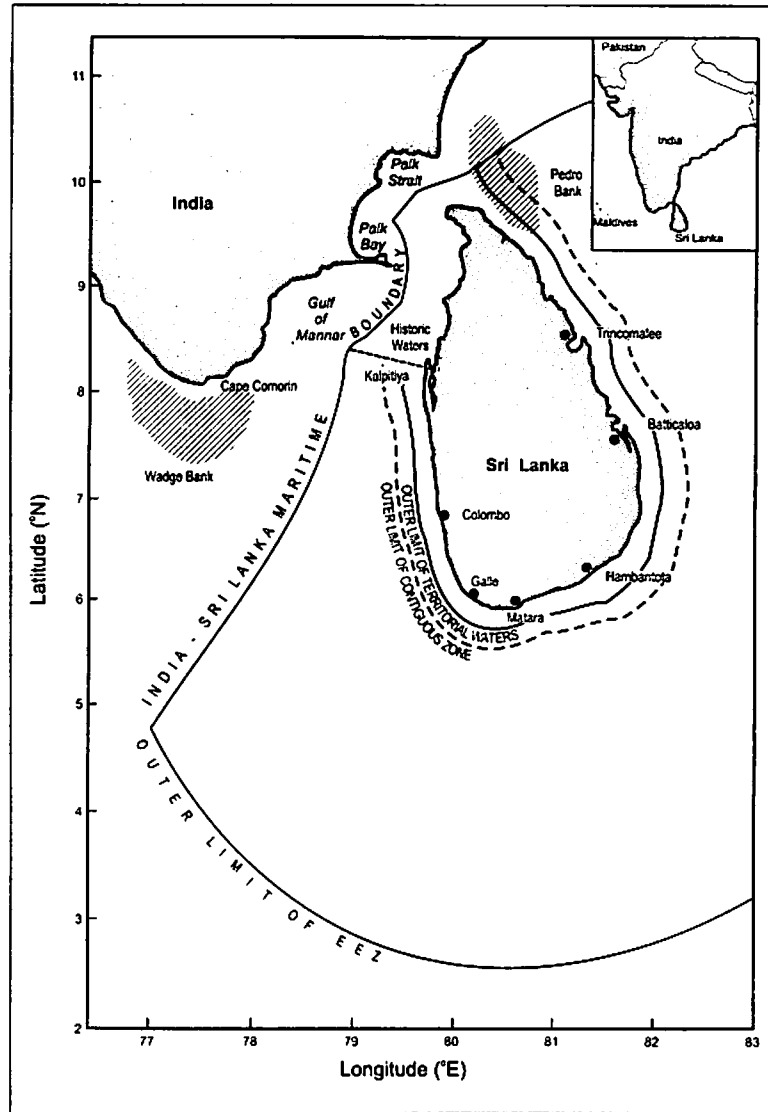 Pakistan
India
Maldives
Sri Lanka
11
10
9
8
7
6
5
4
3
2
Latitude (°N)
India
Palk
Strait
Palk
Bay
Pedro
Bank
Gulf
of
Mannar
Historic
Waters
Trincomalee
Kalpitiya
Cape Comorin
Wadge Bank
Batticaloa
Sri Lanka
Colombo
Galle
Matara
Hambantota
INDIA - SRI LANKA MARITIME BOUNDARY
OUTER LIMIT OF TERRITORIAL WATERS
OUTER LIMIT OF CONTIGUOUS ZONE
OUTER LIMIT OF EEZ
77 78 79 80 81 82 83
Longitude (°E)